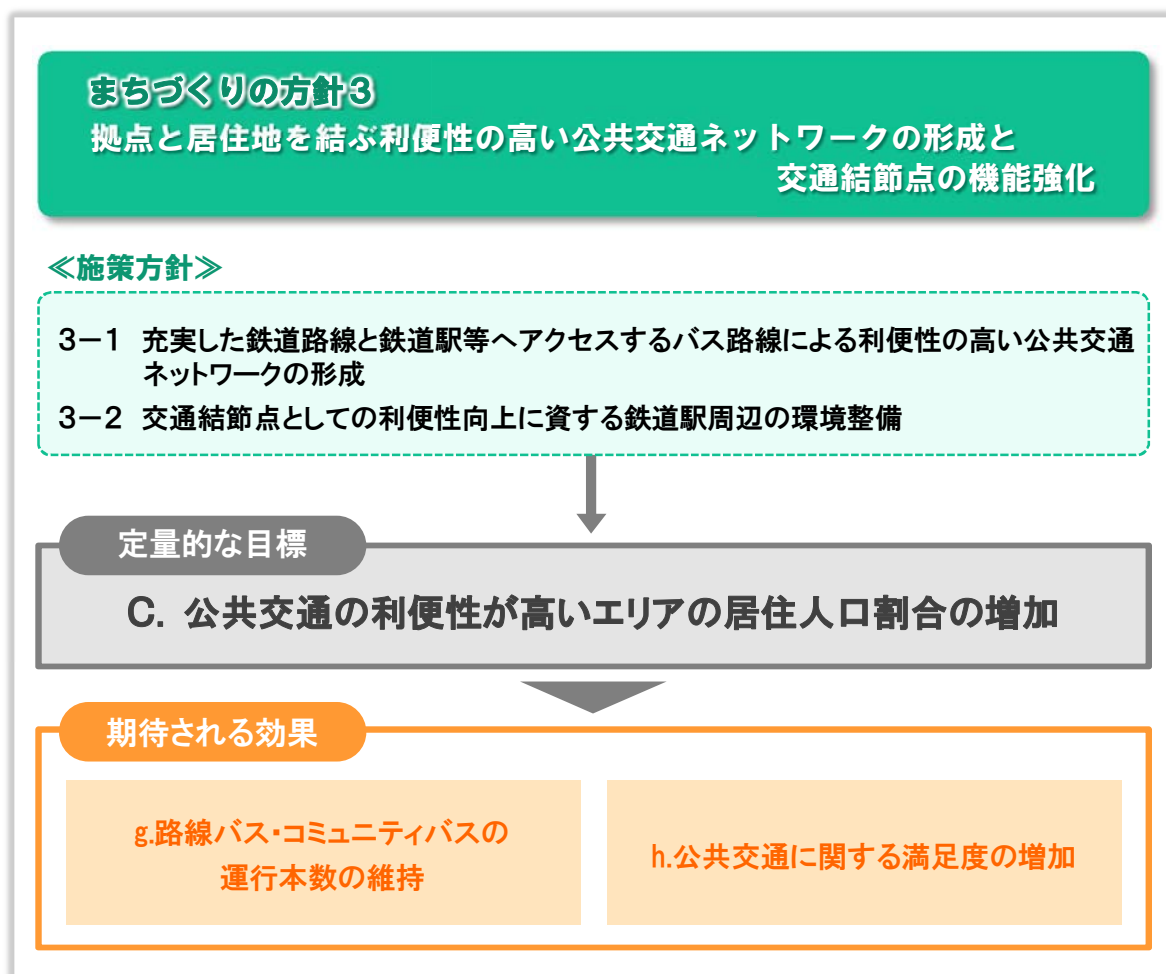 まちづくりの方針3
拠点と居住地を結ぶ利便性の高い公共交通ネットワークの形成と
交通結節点の機能強化
≪施策方針≫
3－1 充実した鉄道路線と鉄道駅等へアクセスするバス路線による利便性の高い公共交通
ネットワークの形成
3－2 交通結節点としての利便性向上に資する鉄道駅周辺の環境整備
定量的な目標
C. 公共交通の利便性が高いエリアの居住人口割合の増加
期待される効果
g.路線バス・コミュニティバスの
運行本数の維持
h.公共交通に関する満足度の増加